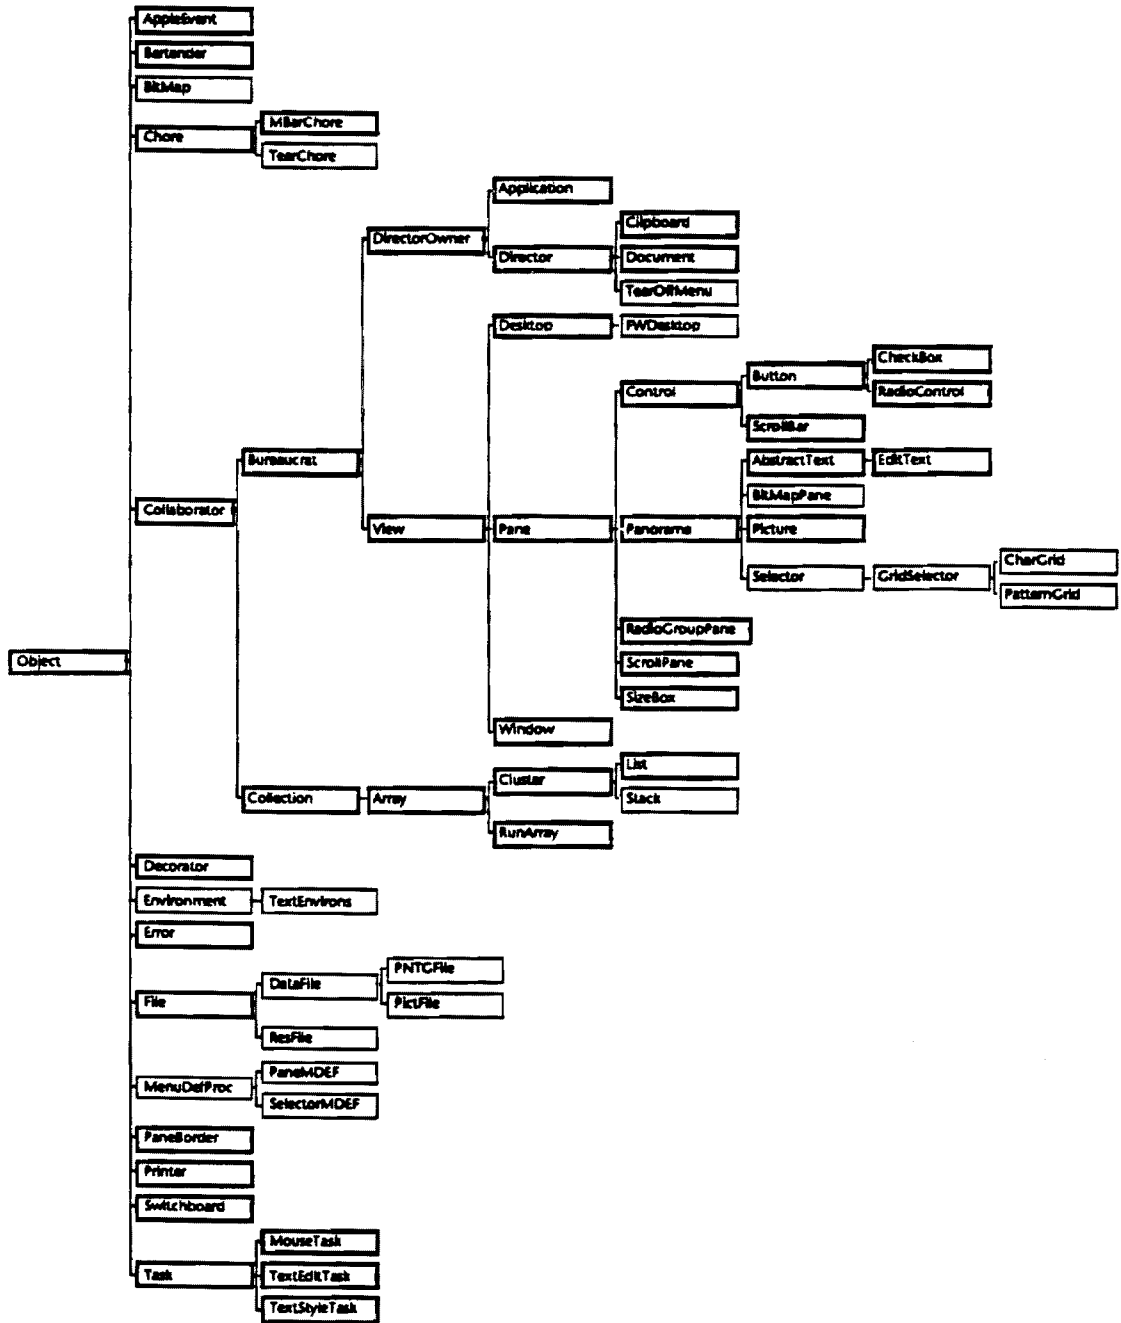 AppleEvent
Bartender
BitMap
MBarChore
Chore
TearChore
Application
Clipboard
DirectorOwner
Director
Document
TearOffMenu
Desktop
FWDesktop
CheckBox
Button
Control
RadioControl
ScrollBar
Bureaucrat
AbstractText
EditText
BitMapPane
Collaborator
View
Pane
Panorama
Picture
CharGrid
Selector
GridSelector
PatternGrid
RadioGroupPane
Object
ScrollPane
SizeBox
Window
List
Cluster
Collection
Array
Stack
RunArray
Decorator
Environment
TextEnvirons
Error
PNTGFile
DataFile
File
PictFile
ResFile
PaneMDEF
MenuDefProc
SelectorMDEF
PaneBorder
Printer
Switchboard
MouseTask
Task
TextEditTask
TextStyleTask